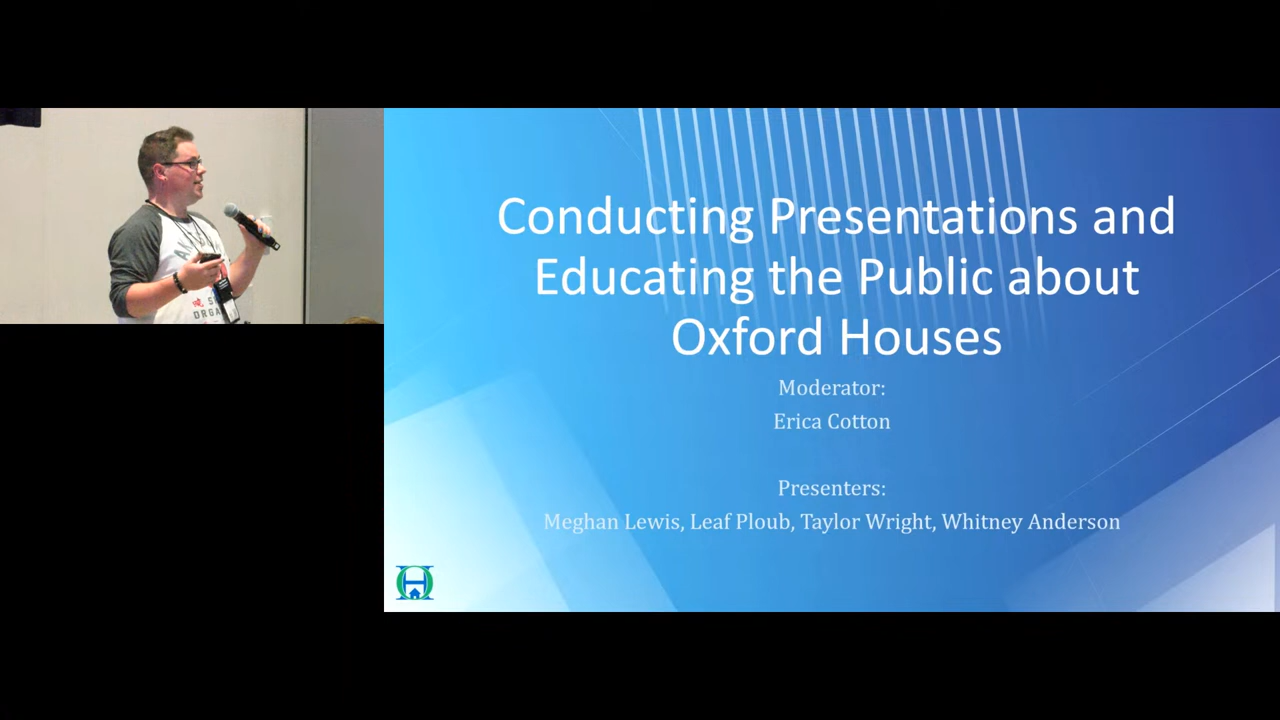 Conducting Presentations and
Educating the Public about
Oxford Houses
Moderator:
Erica Cotton
Presenters:
Meghan Lewis, Leaf Ploub, Taylor Wright, Whitney Anderson